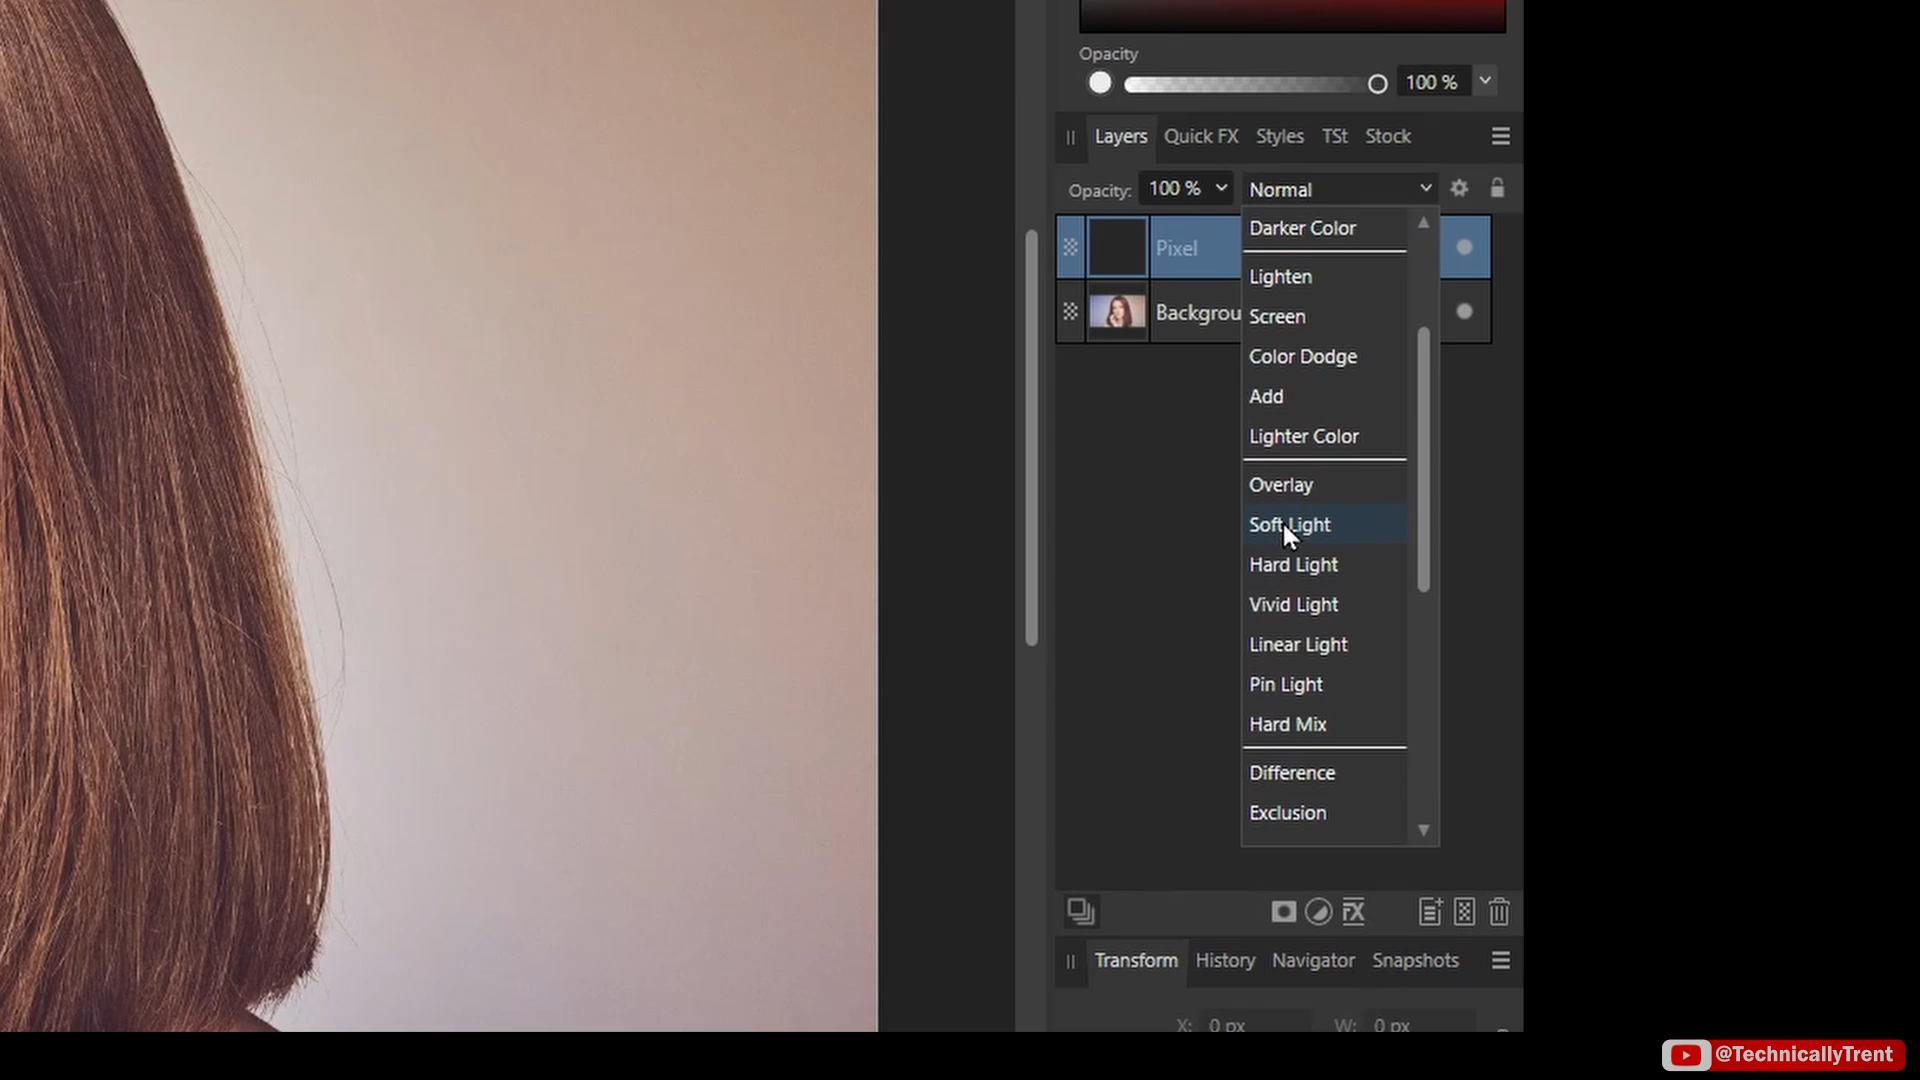 Opacity
100 %
Layers
Quick FX
Styles
TSt
Stock
Opacity:
100 %
Normal
Darker Color
Pixel
Lighten
Backgrou
Screen
Color Dodge
Add
Lighter Color
Overlay
Soft Light
Hard Light
Vivid Light
Linear Light
Pin Light
Hard Mix
Difference
Exclusion
FX
Transform
History
Navigator
Snapshots
X:
0 px
W:
0 px
@TechnicallyTrent